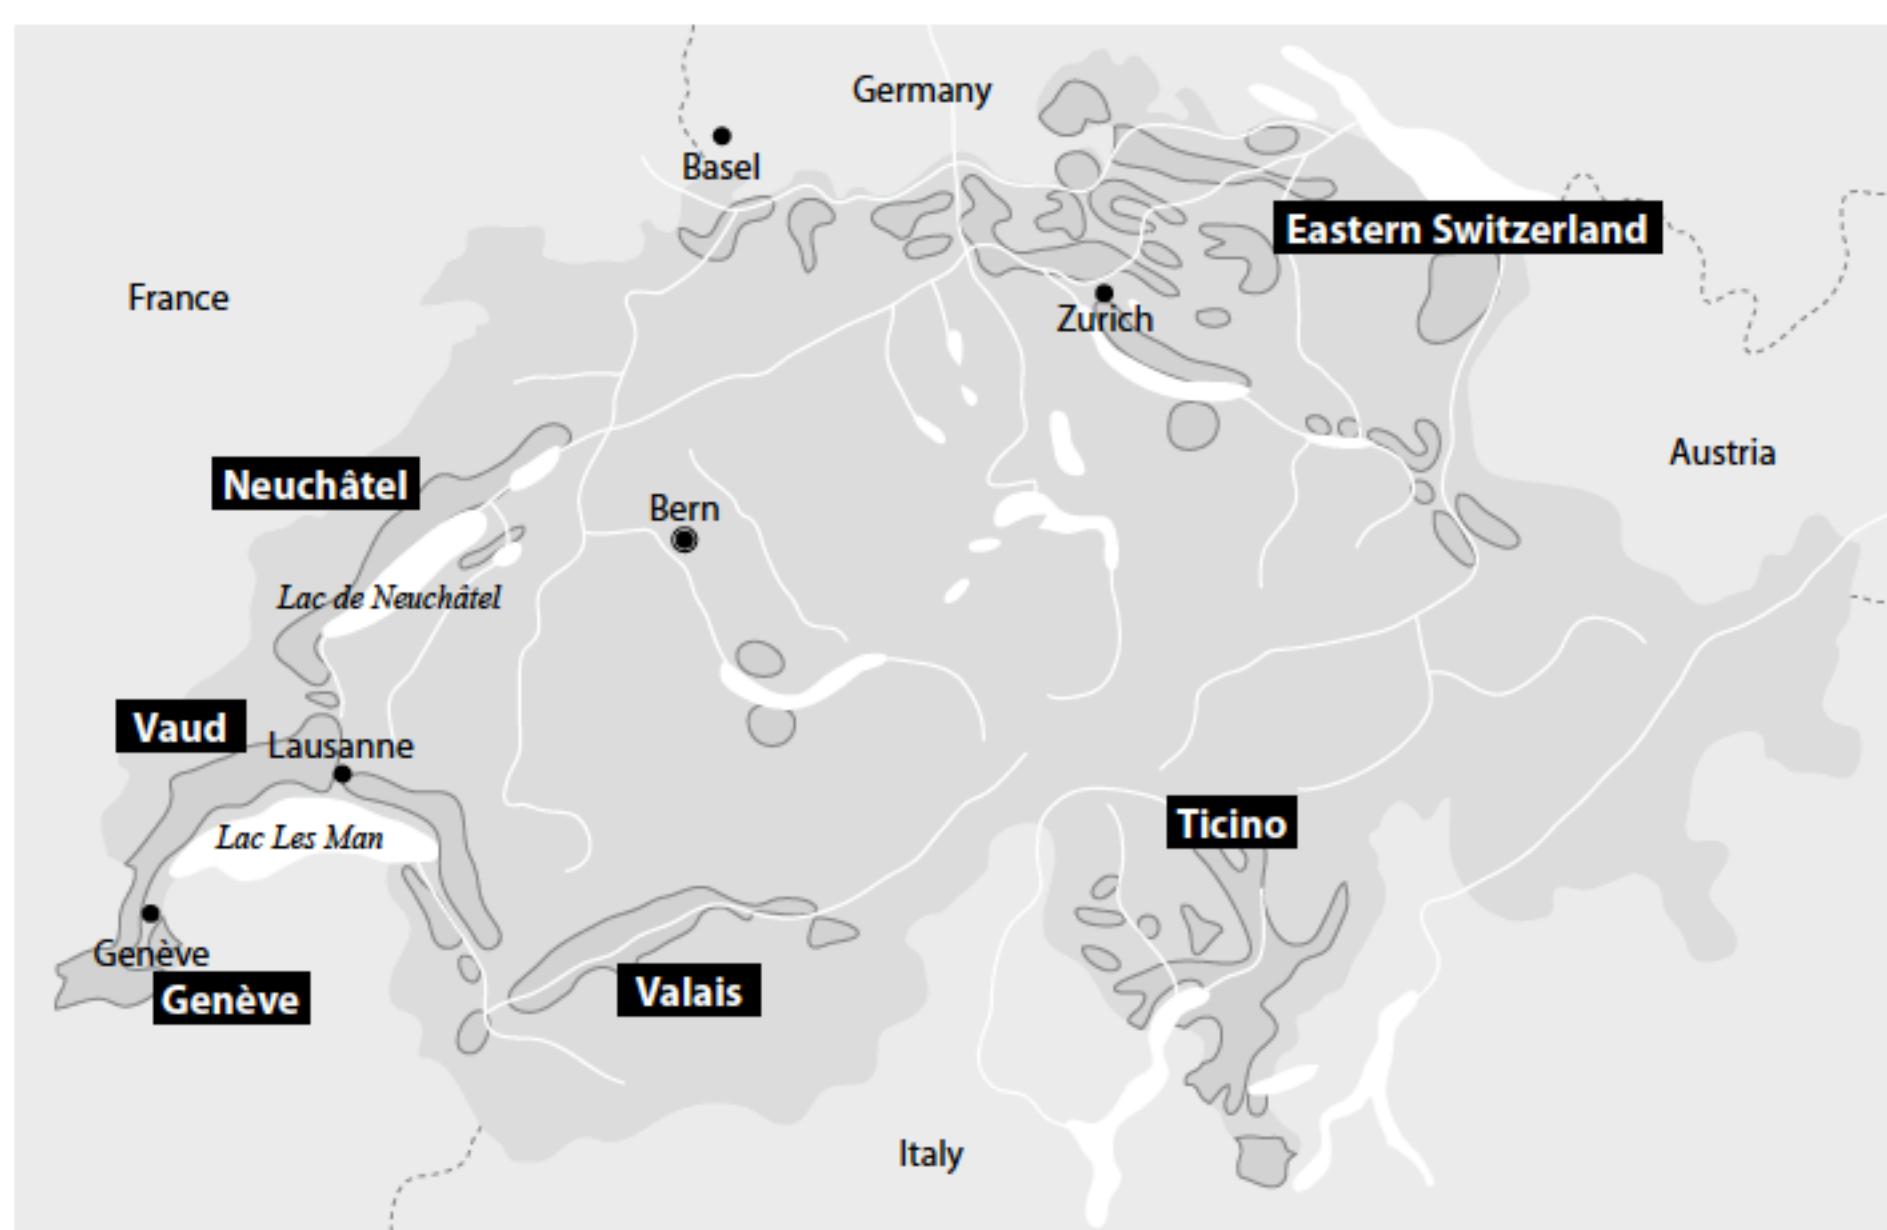 Germany
Basel
Eastern Switzerland
France
Zurich
Austria
Neuchâtel
Bern
Lac de Neuchâtel
Vaud
Lausanne
Ticino
Lac Les Man
Genève
Genève
Valais
Italy